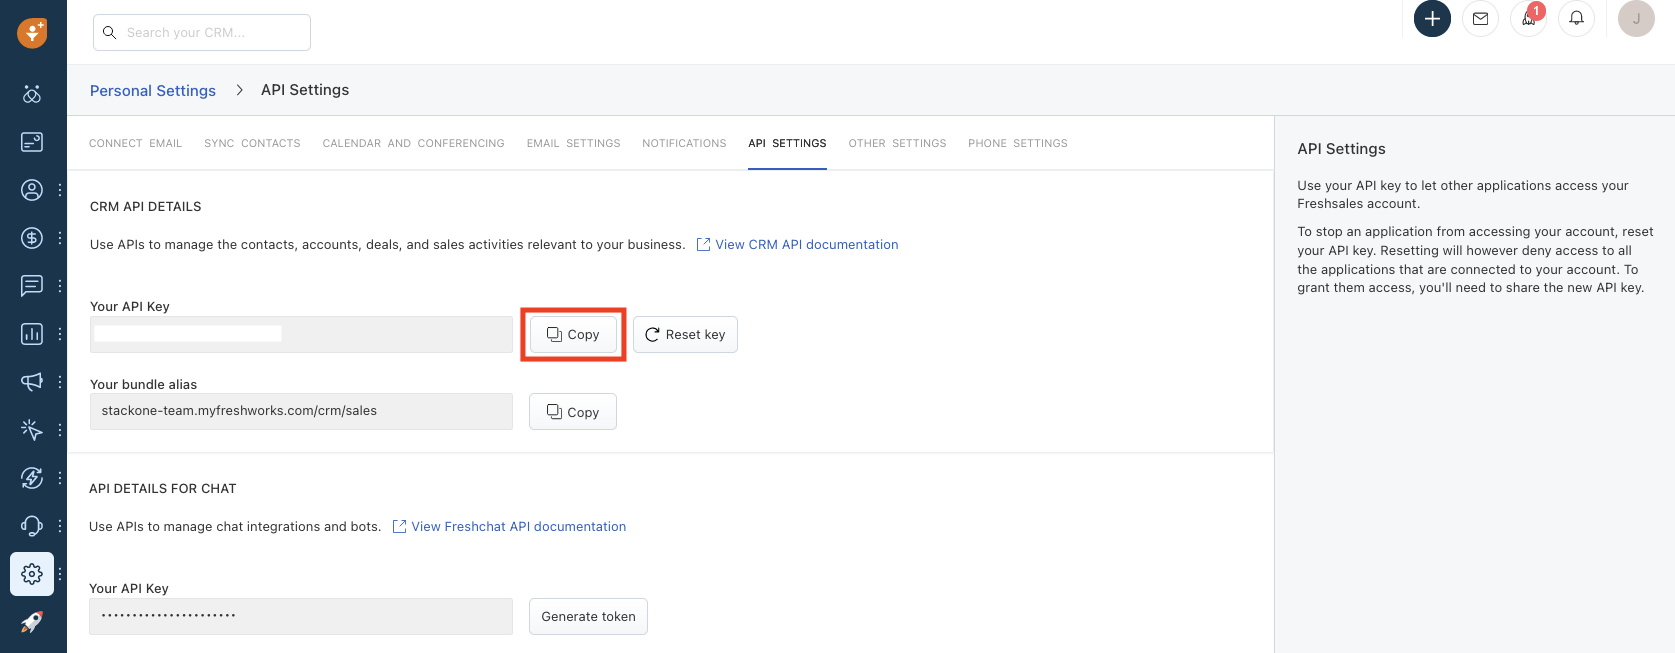 Search your CRM...
1
J
Personal Settings > API Settings
CONNECT EMAIL SYNC CONTACTS CALENDAR AND CONFERENCING EMAIL SETTINGS NOTIFICATIONS API SETTINGS OTHER SETTINGS PHONE SETTINGS
CRM API DETAILS
Use APIs to manage the contacts, accounts, deals, and sales activities relevant to your business. View CRM API documentation
Your API Key
Copy Reset key
Your bundle alias
stackone-team.myfreshworks.com/crm/sales Copy
API DETAILS FOR CHAT
Use APIs to manage chat integrations and bots. View Freshchat API documentation
Your API Key
•••••••••••••••••••••• Generate token
API Settings
Use your API key to let other applications access your
Freshsales account.
To stop an application from accessing your account, reset
your API key. Resetting will however deny access to all
the applications that are connected to your account. To
grant them access, you'll need to share the new API key.